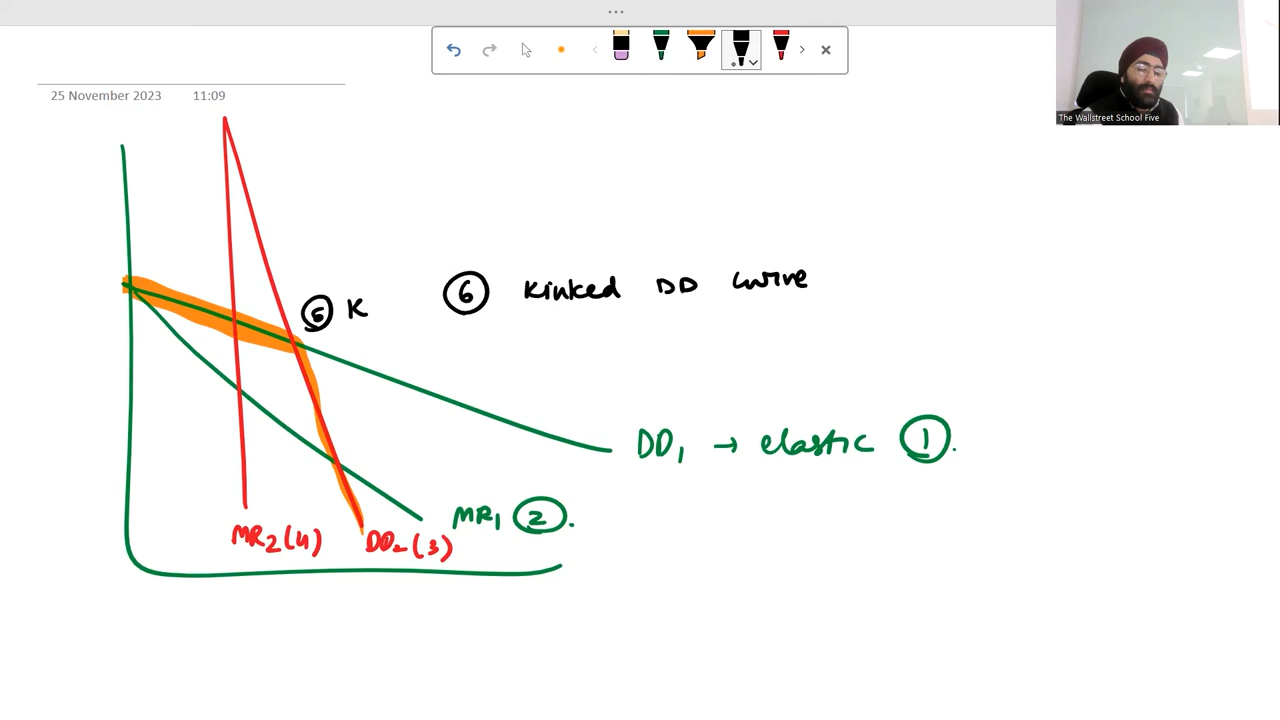 25 November 2023 11:09
The Wallstreet School Five
⑤ K
⑥ Kinked DD curve
DD₁ → elastic ①.
MR₁ ②.
MR₂(4)
DD₂(3)